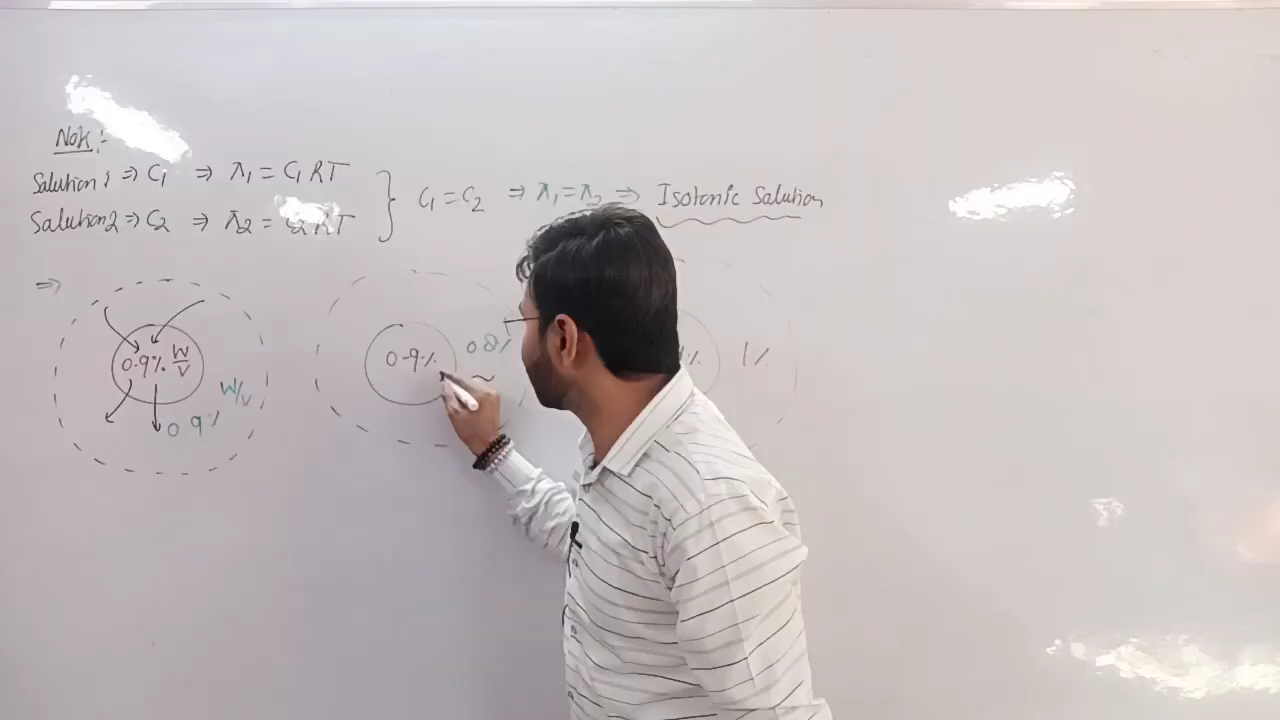 Note:-
Solution 1 ⇒ C₁ ⇒ π₁ = C₁RT
Solution 2 ⇒ C₂ ⇒ π₂ = C₂RT
} C₁ = C₂ ⇒ π₁ = π₂ ⇒ Isotonic Solution
⇒
0.9% W/V
W/V
0.9%
0.9%
0.8%
1%